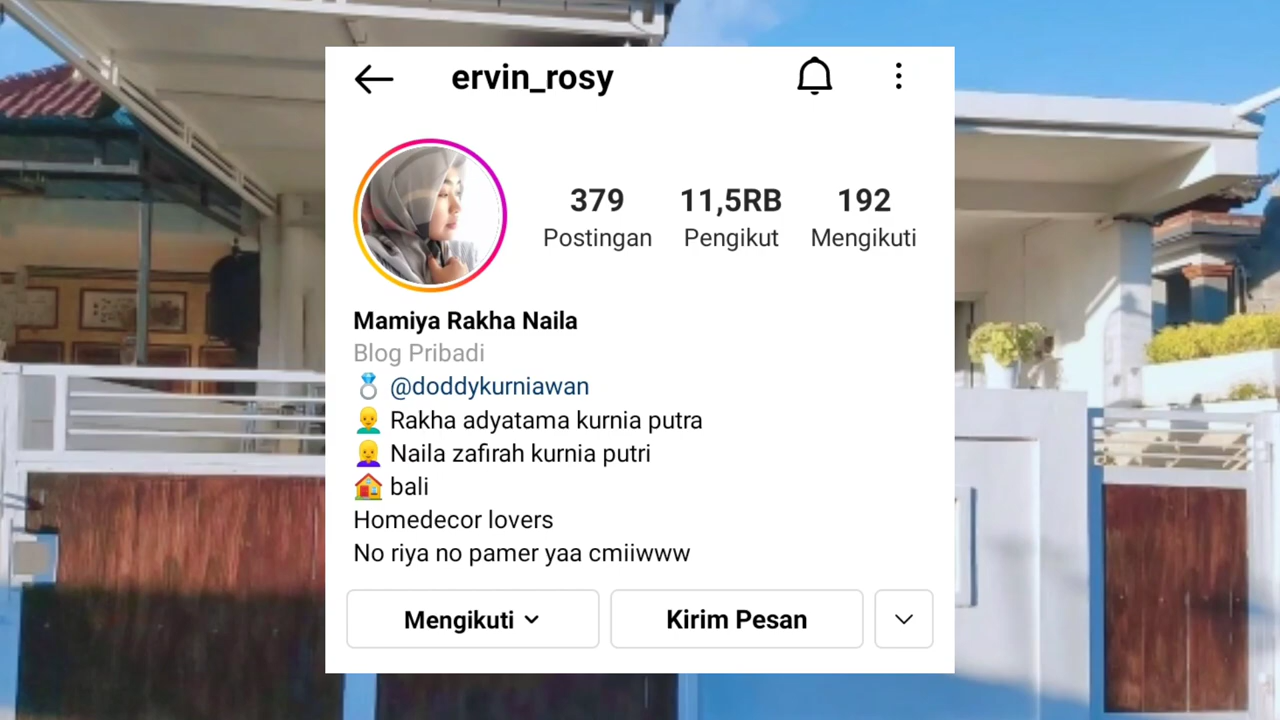 ervin_rosy
379 11,5RB 192
Postingan Pengikut Mengikuti
Mamiya Rakha Naila
Blog Pribadi
@doddykurniawan
Rakha adyatama kurnia putra
Naila zafirah kurnia putri
bali
Homedecor lovers
No riya no pamer yaa cmiiwww
Mengikuti Kirim Pesan